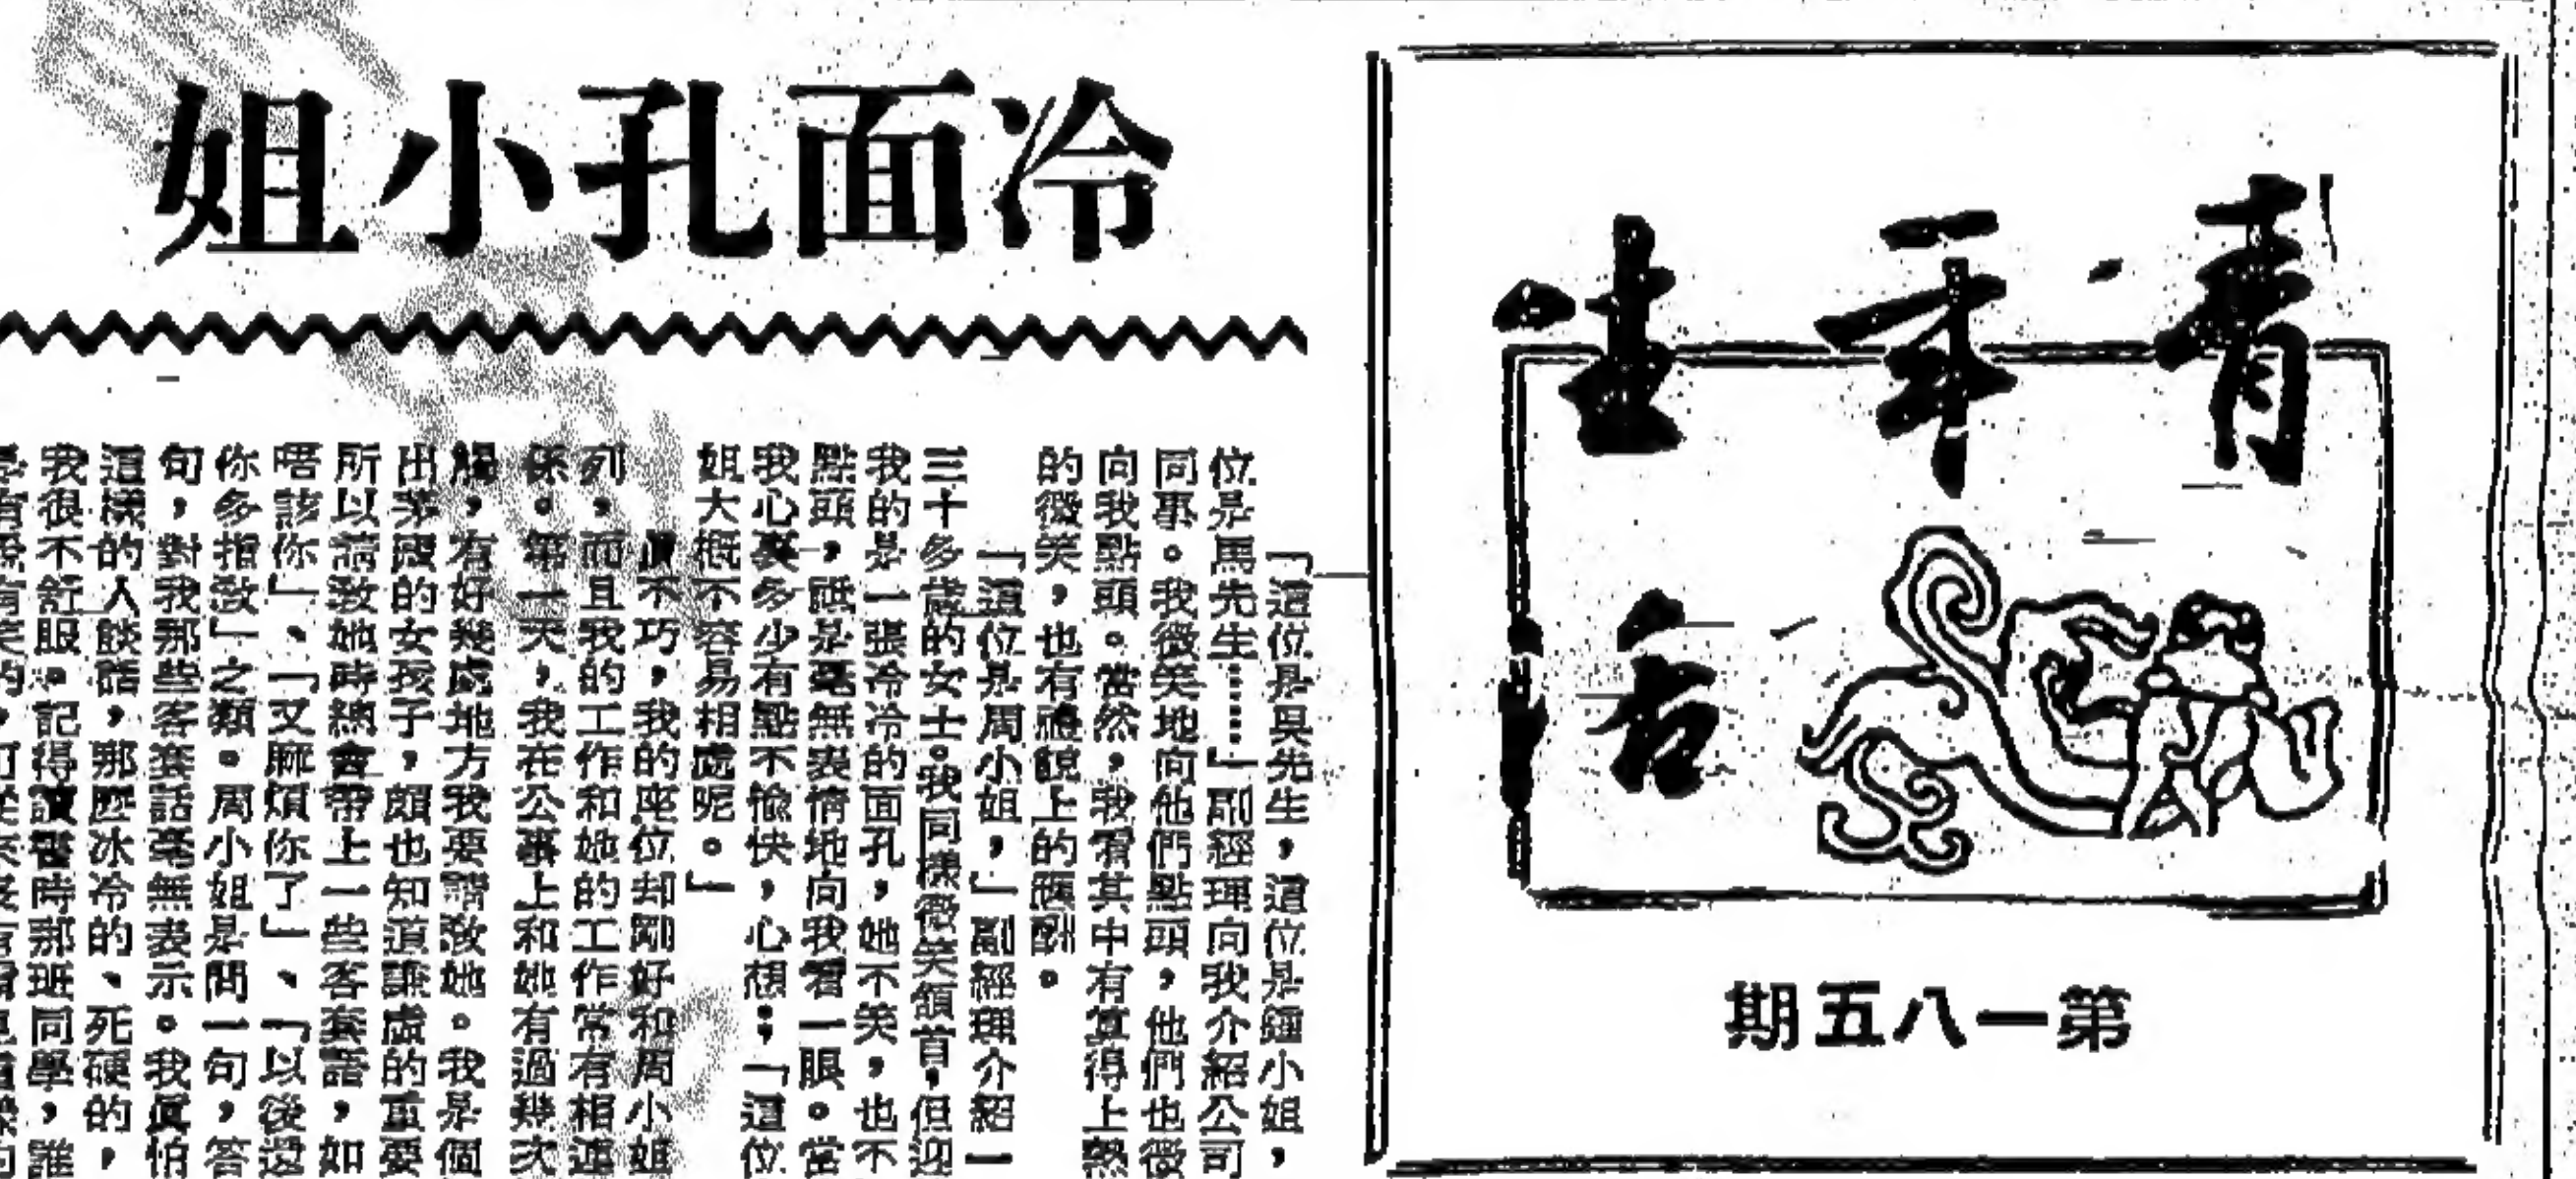 青年生活
第一八五期
冷面孔小姐
「這位是吳先生，這位是鍾小姐，
位是馬先生……」副經理向我介紹公司
同事。我微笑地向他們點頭，他們也微
向我點頭。當然，我看其中有算得上熱
的微笑，也有禮貌上的應酬。
「這位是周小姐，」副經理介紹一
三十多歲的女士。我同樣微笑頷首，但迎
我的是一張冷冷的面孔，她不笑，也不
點頭，祗是毫無表情地向我看一眼。當
我心裏多少有點不愉快，心想：「這位
姐大概不容易相處呢。」
真不巧，我的座位却剛好和周小姐
列，而且我的工作和她的工作常有相連
係。第一天，我在公事上和她有過幾次
觸，有好幾處地方我要請教她。我是個
出茅廬的女孩子，頗也知道謙虛的重要
所以請教她時總會帶上一些客套語，如
唔該你」、「又麻煩你了」、「以後還
你多指教」之類。周小姐是問一句，答
句，對我那些客套話毫無表示。我真怕
這樣的人談話，那麼冰冷的、死硬的，
我很不舒服。記得讀書時那班同學，誰